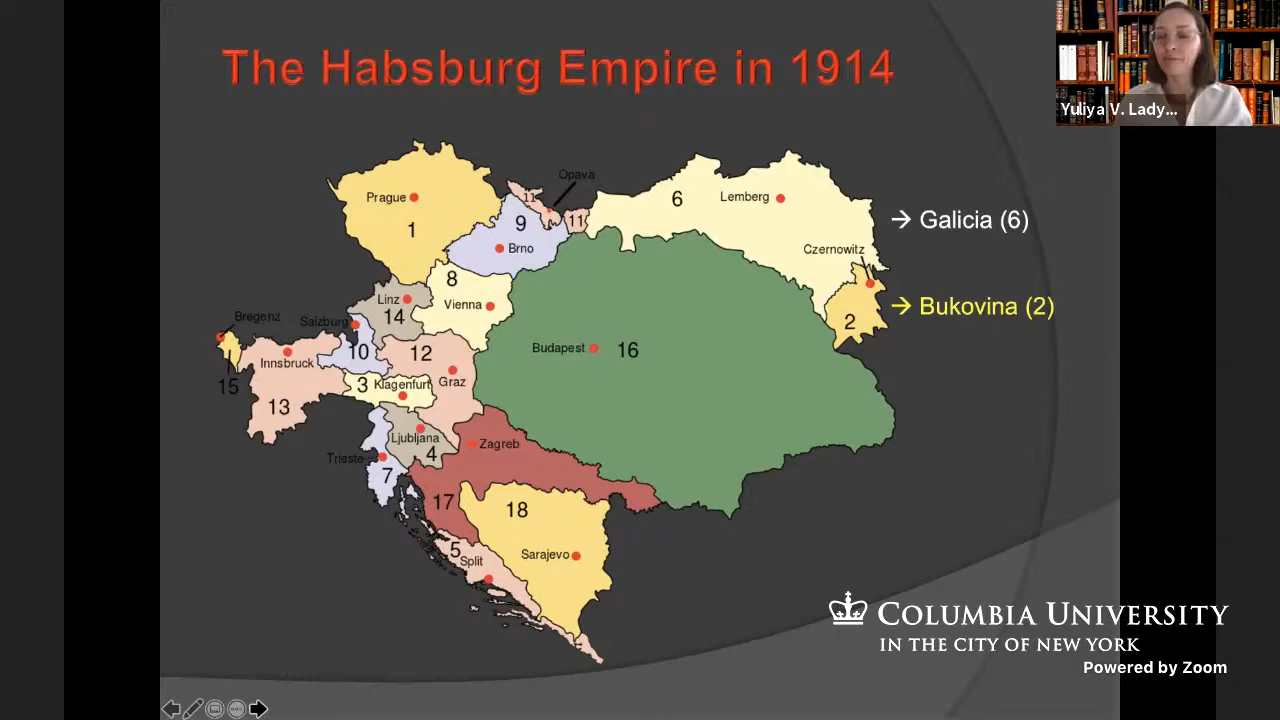 The Habsburg Empire in 1914
Yuliya V. Lady...
Opava
Prague
11
6
Lemberg
11
→ Galicia (6)
1
9
Brno
Czernowitz
8
Linz
Vienna
→ Bukovina (2)
Bregenz
Salzburg
14
2
Budapest
16
10
12
Innsbruck
15
3
Klagenfurt
Graz
13
Ljubljana
Zagreb
4
Trieste
7
17
18
5
Split
Sarajevo
COLUMBIA UNIVERSITY
IN THE CITY OF NEW YORK
Powered by Zoom